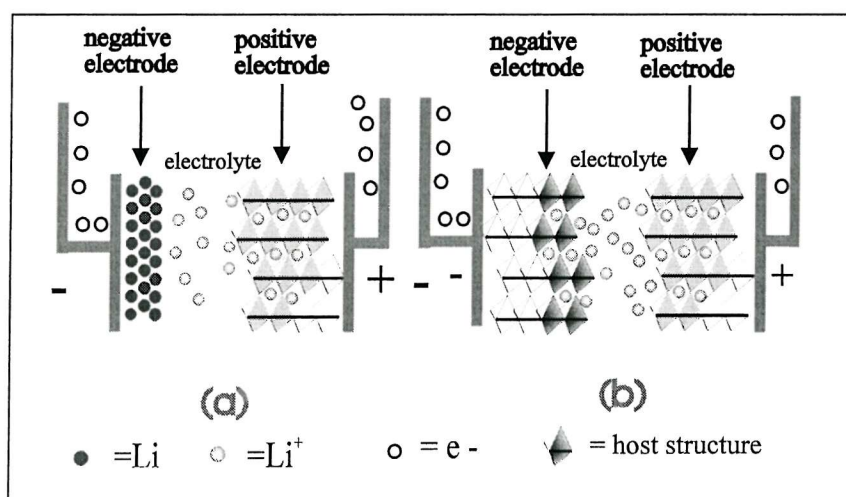 negative
electrode
positive
electrode
electrolyte
-
+
(a)
negative
electrode
positive
electrode
electrolyte
- -
+
(b)
=Li
=Li⁺
= e -
= host structure